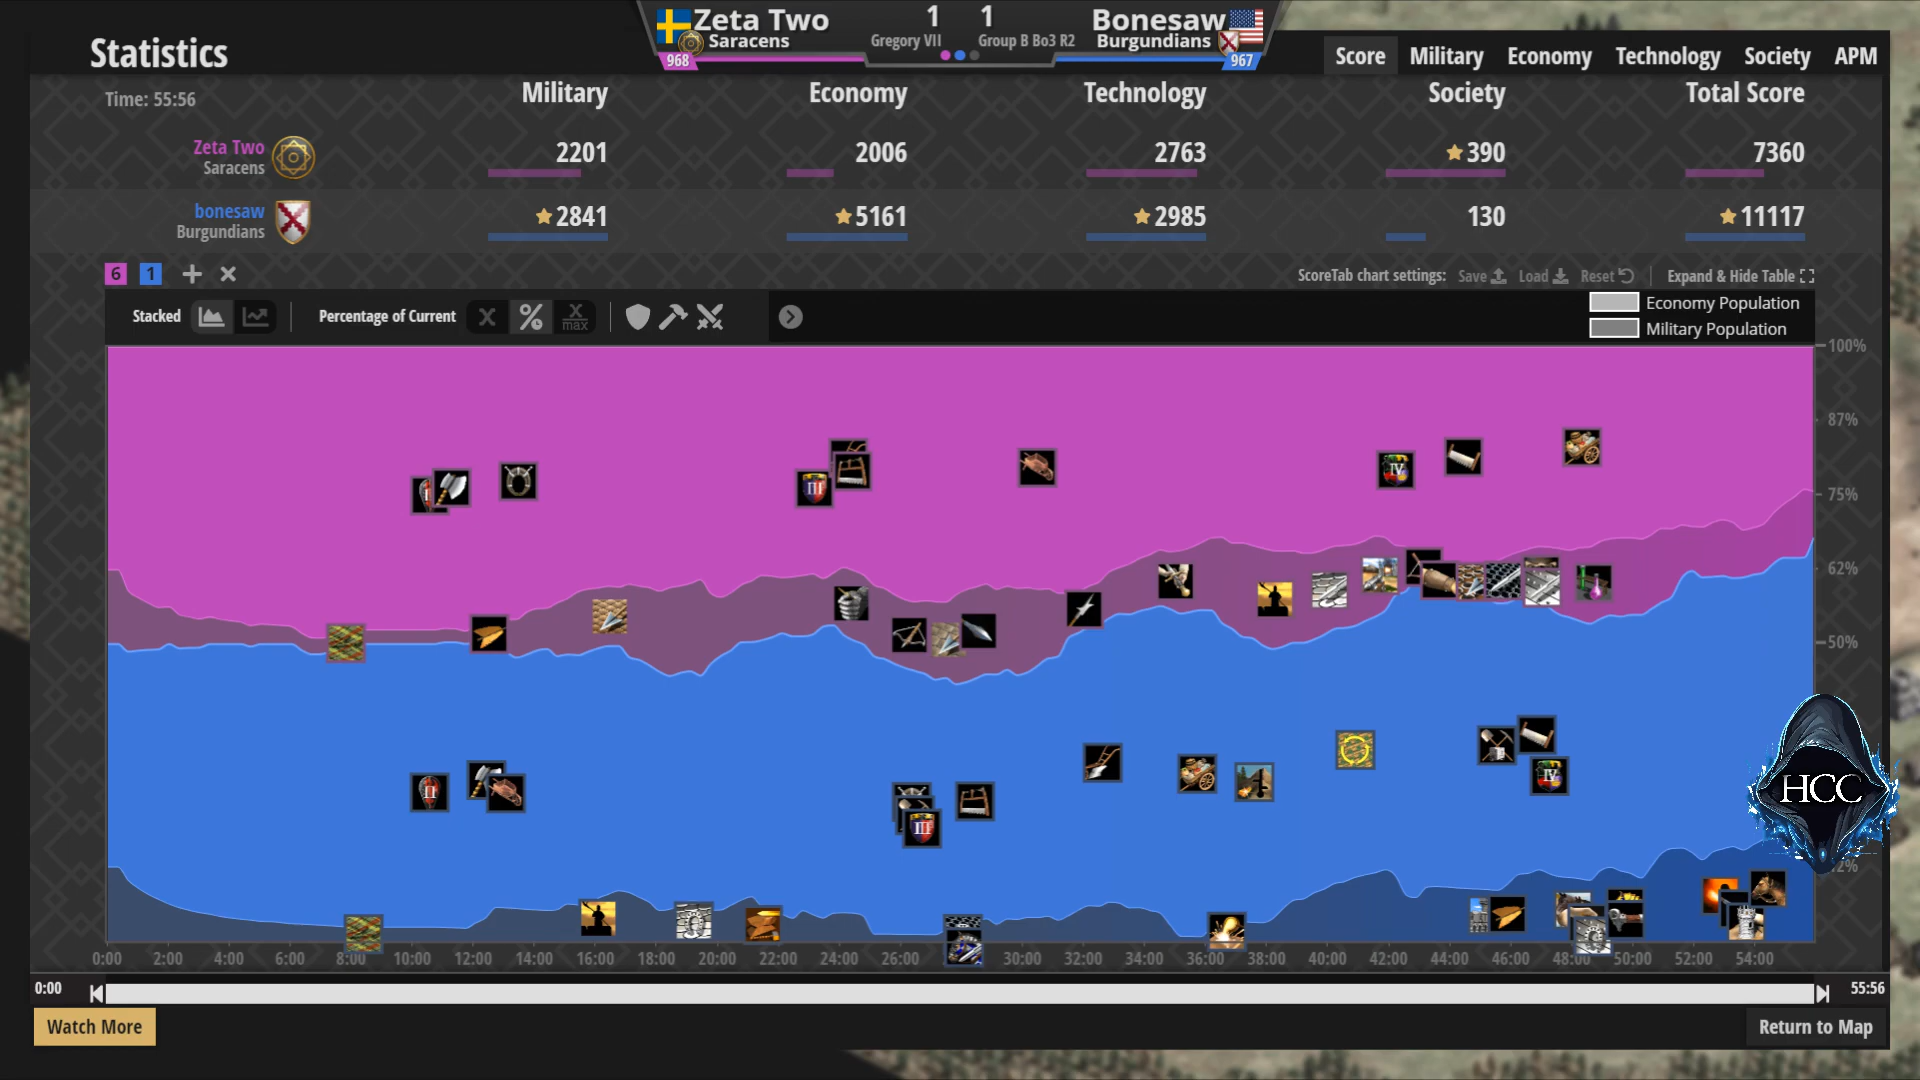 Zeta Two
Saracens
968
1 1
Gregory VII
Group B Bo3 R2
Bonesaw
Burgundians
967
Statistics
Score Military Economy Technology Society APM
Time: 55:56
Military Economy Technology Society Total Score
Zeta Two
Saracens
2201 2006 2763 390 7360
bonesaw
Burgundians
2841 5161 2985 130 11117
6 1
ScoreTab chart settings: Save Load Reset Expand & Hide Table
Stacked
Percentage of Current
X % X max
Economy Population
Military Population
100%
87%
75%
62%
50%
III
IV
II
III
IV
HCC
0:00 2:00 4:00 6:00 8:00 10:00 12:00 14:00 16:00 18:00 20:00 22:00 24:00 26:00 30:00 32:00 34:00 36:00 38:00 40:00 42:00 44:00 46:00 48:00 50:00 52:00 54:00
0:00
55:56
Watch More
Return to Map